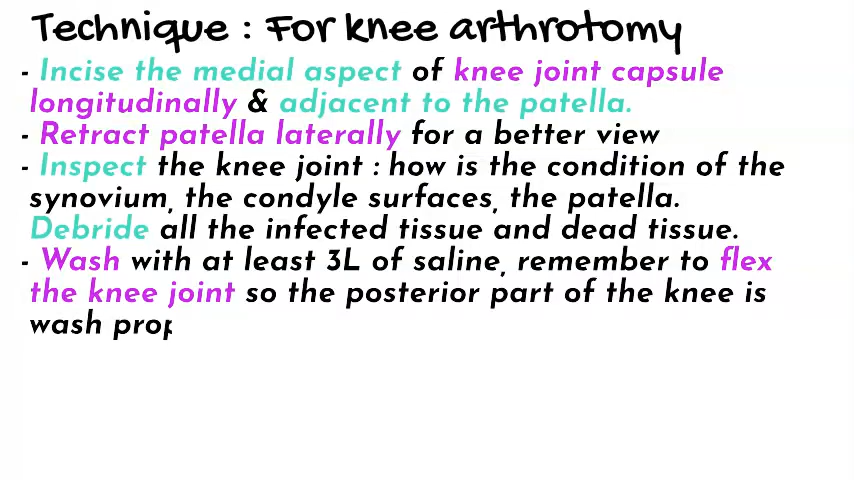 Technique : For knee arthrotomy
- Incise the medial aspect of knee joint capsule
longitudinally & adjacent to the patella.
- Retract patella laterally for a better view
- Inspect the knee joint : how is the condition of the
synovium, the condyle surfaces, the patella.
Debride all the infected tissue and dead tissue.
- Wash with at least 3L of saline, remember to flex
the knee joint so the posterior part of the knee is
wash prop